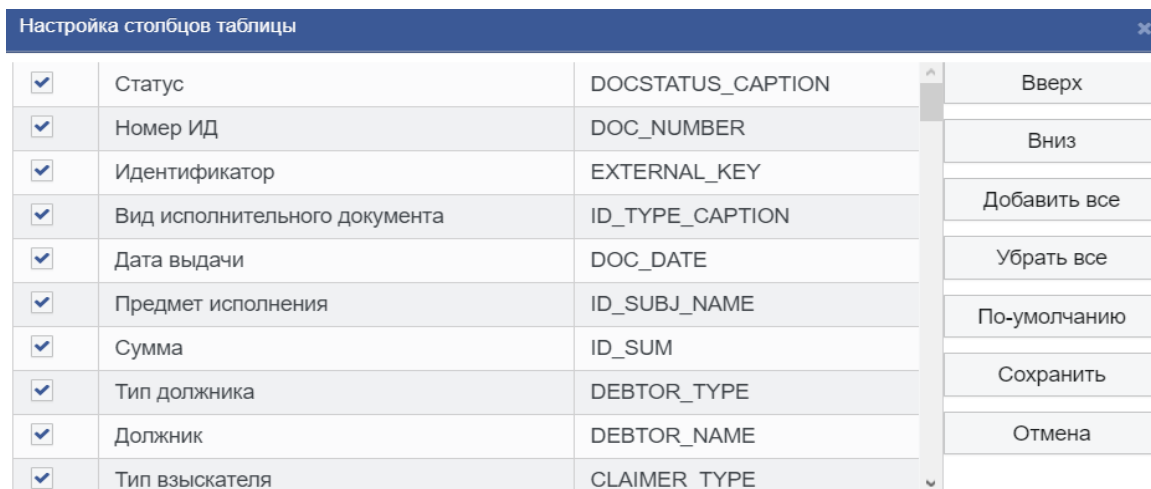 Настройка столбцов таблицы
Статус DOCSTATUS_CAPTION
Номер ИД DOC_NUMBER
Идентификатор EXTERNAL_KEY
Вид исполнительного документа ID_TYPE_CAPTION
Дата выдачи DOC_DATE
Предмет исполнения ID_SUBJ_NAME
Сумма ID_SUM
Тип должника DEBTOR_TYPE
Должник DEBTOR_NAME
Тип взыскателя CLAIMER_TYPE
Вверх
Вниз
Добавить все
Убрать все
По-умолчанию
Сохранить
Отмена